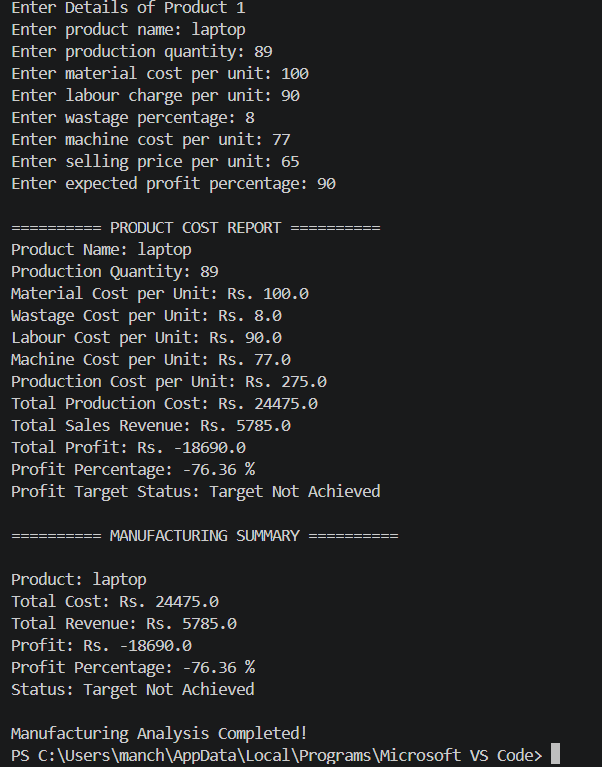 Enter Details of Product 1
Enter product name: laptop
Enter production quantity: 89
Enter material cost per unit: 100
Enter labour charge per unit: 90
Enter wastage percentage: 8
Enter machine cost per unit: 77
Enter selling price per unit: 65
Enter expected profit percentage: 90
========== PRODUCT COST REPORT ==========
Product Name: laptop
Production Quantity: 89
Material Cost per Unit: Rs. 100.0
Wastage Cost per Unit: Rs. 8.0
Labour Cost per Unit: Rs. 90.0
Machine Cost per Unit: Rs. 77.0
Production Cost per Unit: Rs. 275.0
Total Production Cost: Rs. 24475.0
Total Sales Revenue: Rs. 5785.0
Total Profit: Rs. -18690.0
Profit Percentage: -76.36 %
Profit Target Status: Target Not Achieved
========== MANUFACTURING SUMMARY ==========
Product: laptop
Total Cost: Rs. 24475.0
Total Revenue: Rs. 5785.0
Profit: Rs. -18690.0
Profit Percentage: -76.36 %
Status: Target Not Achieved
Manufacturing Analysis Completed!
PS C:\Users\manch\AppData\Local\Programs\Microsoft VS Code>